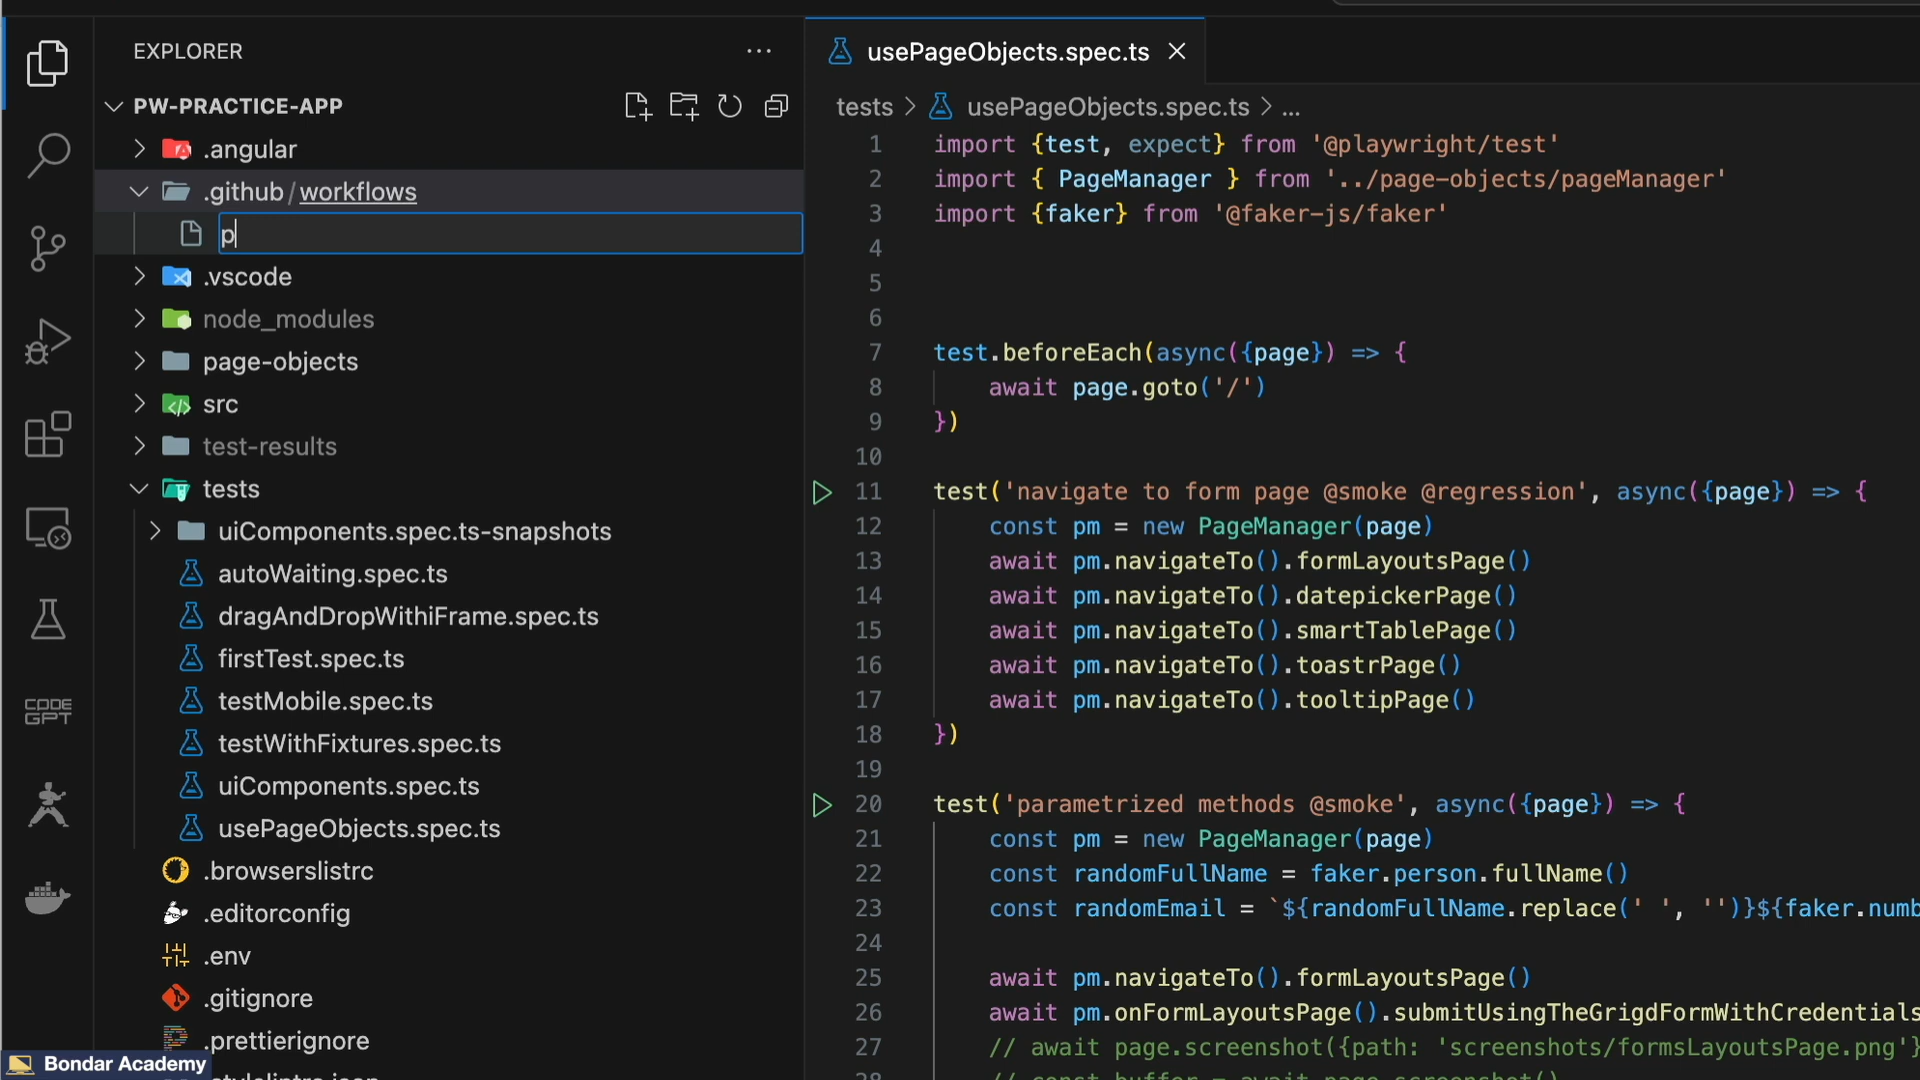 EXPLORER
PW-PRACTICE-APP
.angular
.github/workflows
p
.vscode
node_modules
page-objects
src
test-results
tests
uiComponents.spec.ts-snapshots
autoWaiting.spec.ts
dragAndDropWithiFrame.spec.ts
firstTest.spec.ts
testMobile.spec.ts
testWithFixtures.spec.ts
uiComponents.spec.ts
usePageObjects.spec.ts
.browserslistrc
.editorconfig
.env
.gitignore
.prettierignore
CODE
GPT
Bondar Academy
usePageObjects.spec.ts
tests > usePageObjects.spec.ts > ...
1 import {test, expect} from '@playwright/test'
2 import { PageManager } from '../page-objects/pageManager'
3 import {faker} from '@faker-js/faker'
4
5
6
7 test.beforeEach(async({page}) => {
8 await page.goto('/')
9 })
10
11 test('navigate to form page @smoke @regression', async({page}) => {
12 const pm = new PageManager(page)
13 await pm.navigateTo().formLayoutsPage()
14 await pm.navigateTo().datepickerPage()
15 await pm.navigateTo().smartTablePage()
16 await pm.navigateTo().toastrPage()
17 await pm.navigateTo().tooltipPage()
18 })
19
20 test('parametrized methods @smoke', async({page}) => {
21 const pm = new PageManager(page)
22 const randomFullName = faker.person.fullName()
23 const randomEmail = `${randomFullName.replace(' ', '')}${faker.numb
24
25 await pm.navigateTo().formLayoutsPage()
26 await pm.onFormLayoutsPage().submitUsingTheGrigdFormWithCredentials
27 // await page.screenshot({path: 'screenshots/formsLayoutsPage.png'}
28 // const buffer = await page.screenshot()